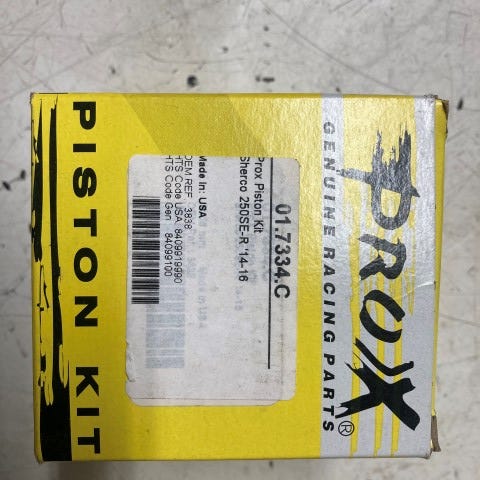 PROX®
GENUINE RACING PARTS
01.7334.C
Prox Piston Kit
Sherco 250SE-R '14-16
Made in: USA
OEM REF. 3838
HTS Code USA 8409919990
HTS Code Gen 84099100
PISTON KIT